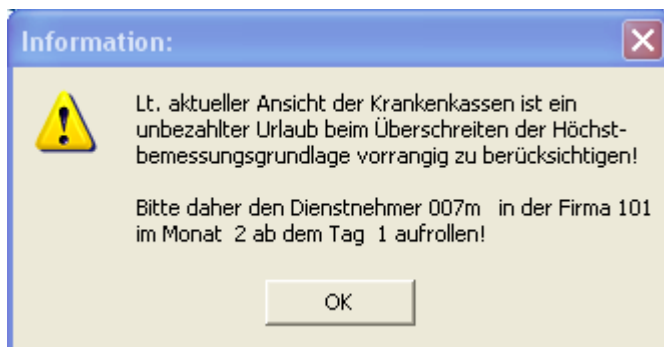 Information:
Lt. aktueller Ansicht der Krankenkassen ist ein
unbezahlter Urlaub beim Überschreiten der Höchst-
bemessungsgrundlage vorrangig zu berücksichtigen!
Bitte daher den Dienstnehmer 007m in der Firma 101
im Monat 2 ab dem Tag 1 aufrollen!
OK